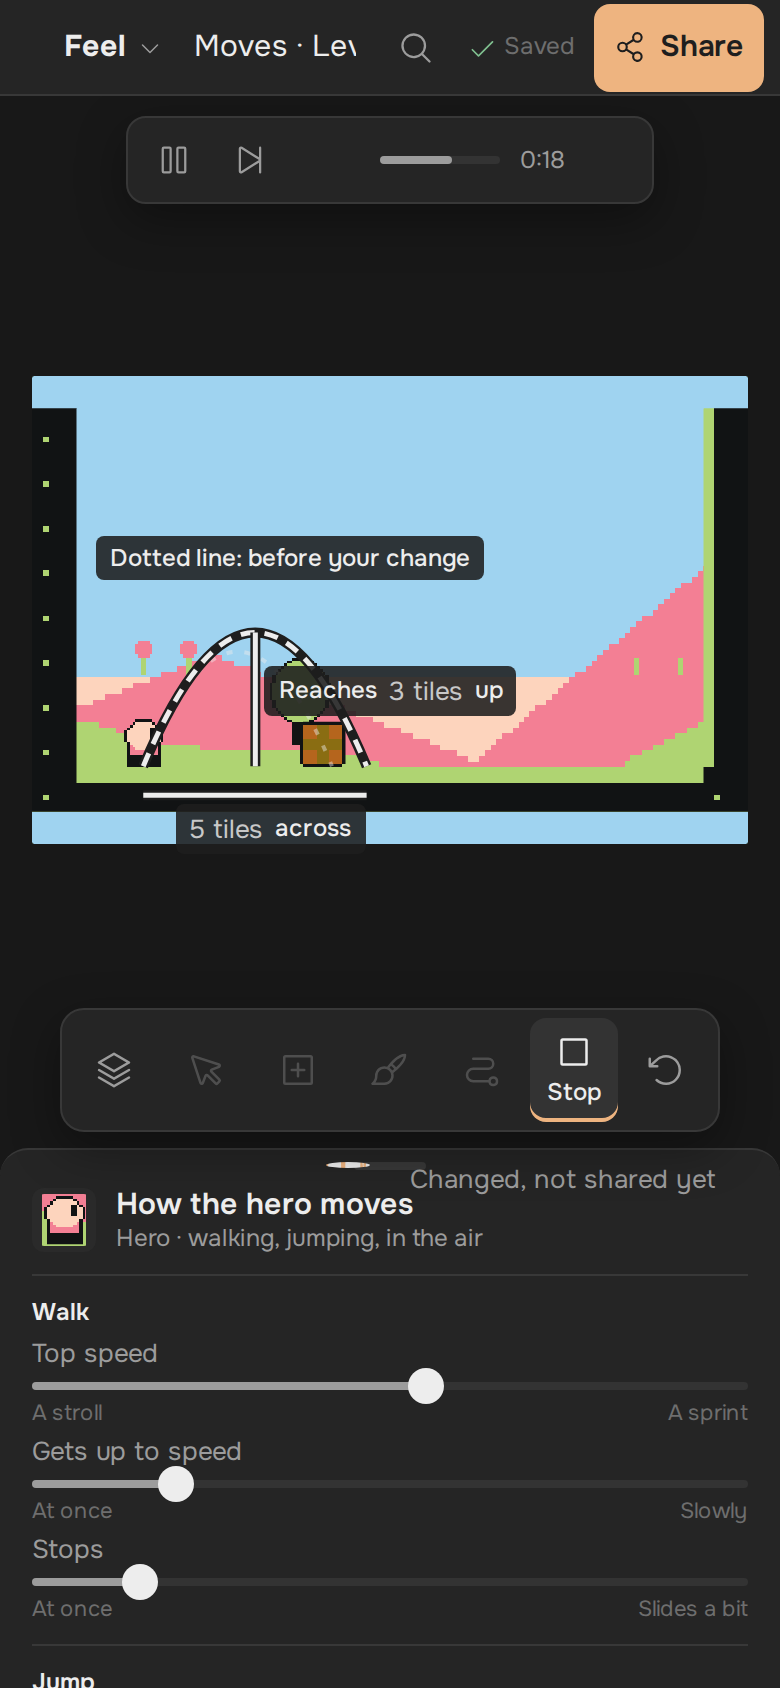 Feel
Moves · Lev
Saved
Share
0:18
Dotted line: before your change
Reaches 3 tiles up
5 tiles across
Stop
Changed, not shared yet
How the hero moves
Hero · walking, jumping, in the air
Walk
Top speed
A stroll
A sprint
Gets up to speed
At once
Slowly
Stops
At once
Slides a bit
Jump